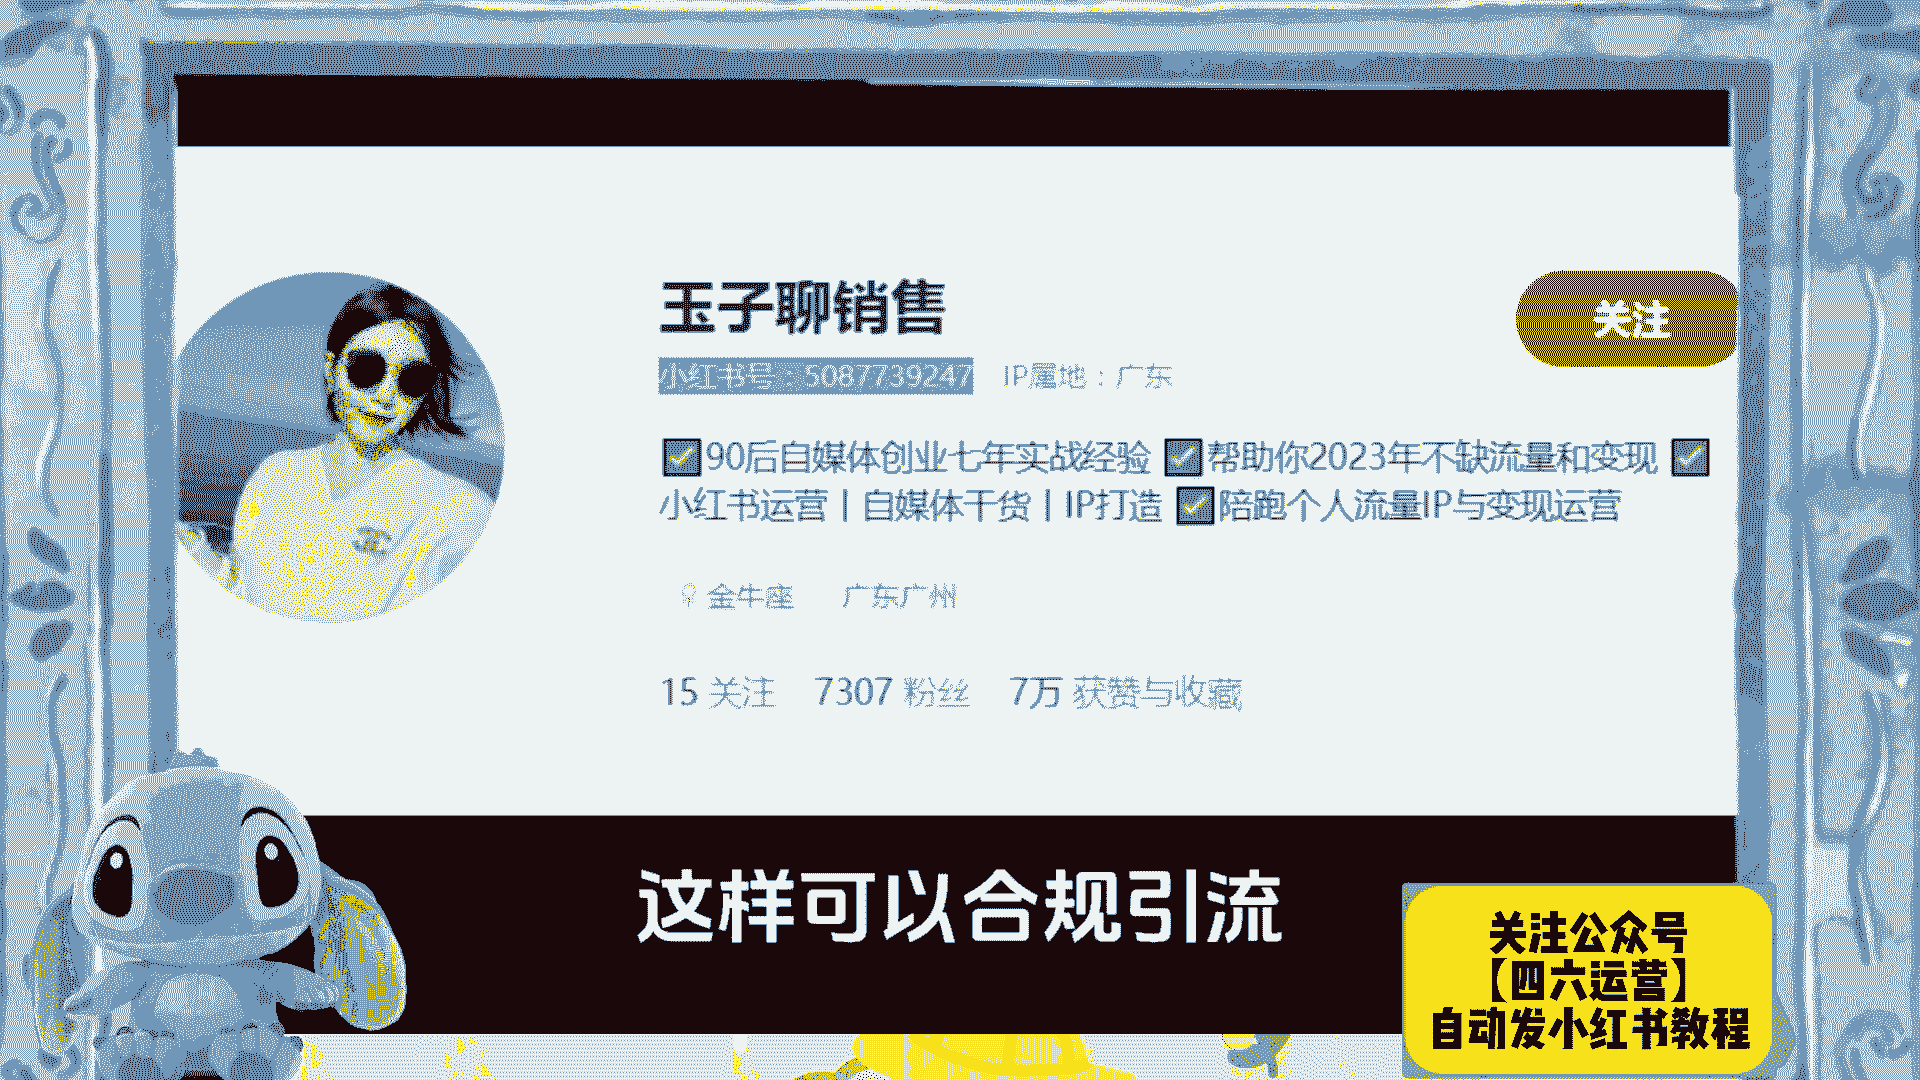 玉子聊销售
关注
小红书号：5087739247 IP属地：广东
✅90后自媒体创业七年实战经验 ✅帮助你2023年不缺流量和变现 ✅
小红书运营丨自媒体干货丨IP打造 ✅陪跑个人流量IP与变现运营
♀ 金牛座 广东广州
15 关注 7307 粉丝 7万 获赞与收藏
这样可以合规引流
关注公众号
【四六运营】
自动发小红书教程